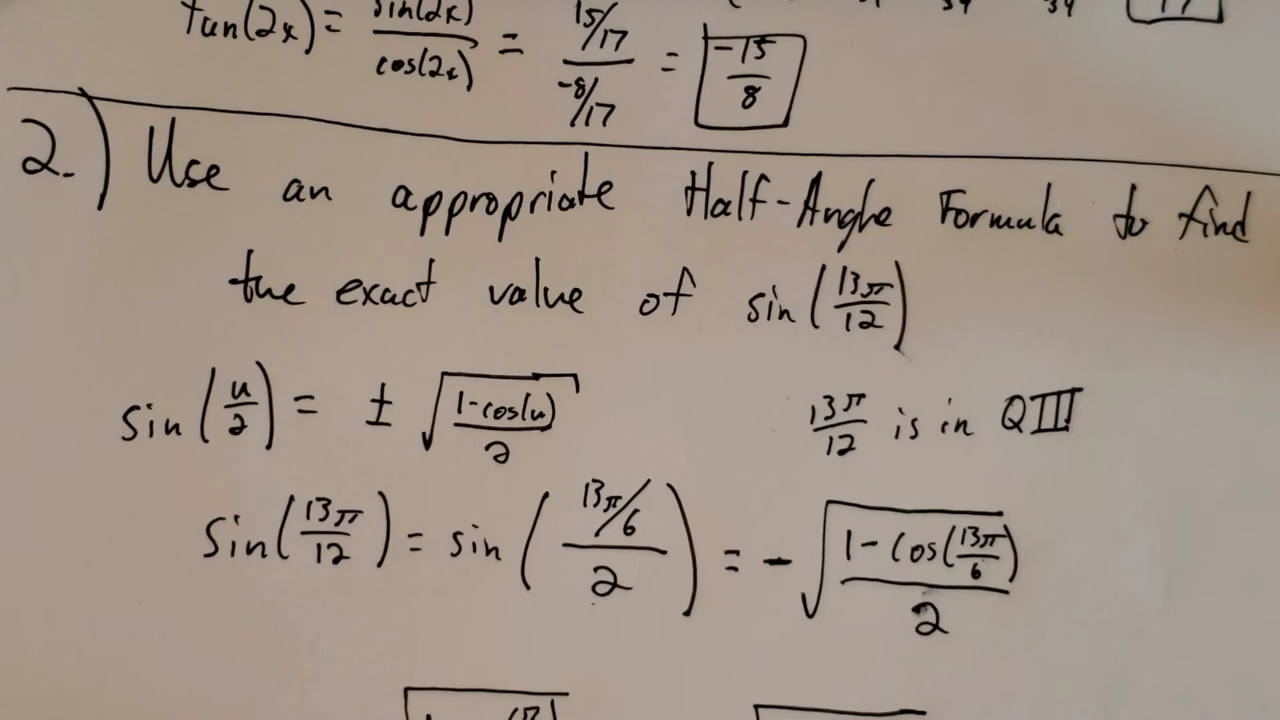 tan(2x) = sin(2x)/cos(2x) = (15/17)/(-8/17) = -15/8
2.) Use an appropriate Half-Angle Formula to find
the exact value of sin(13π/12)
sin(u/2) = ± √((1-cos(u))/2) 13π/12 is in QIII
sin(13π/12) = sin((13π/6)/2) = -√((1-cos(13π/6))/2)